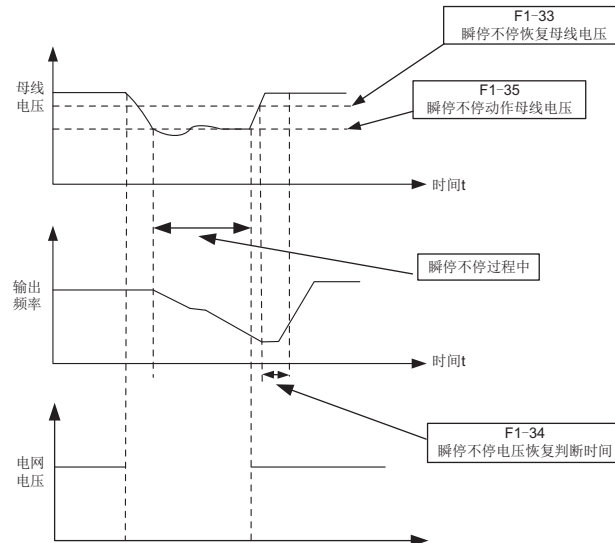 F1-33
瞬停不停恢复母线电压
母线
电压
F1-35
瞬停不停动作母线电压
时间t
瞬停不停过程中
输出
频率
时间t
F1-34
瞬停不停电压恢复判断时间
电网
电压